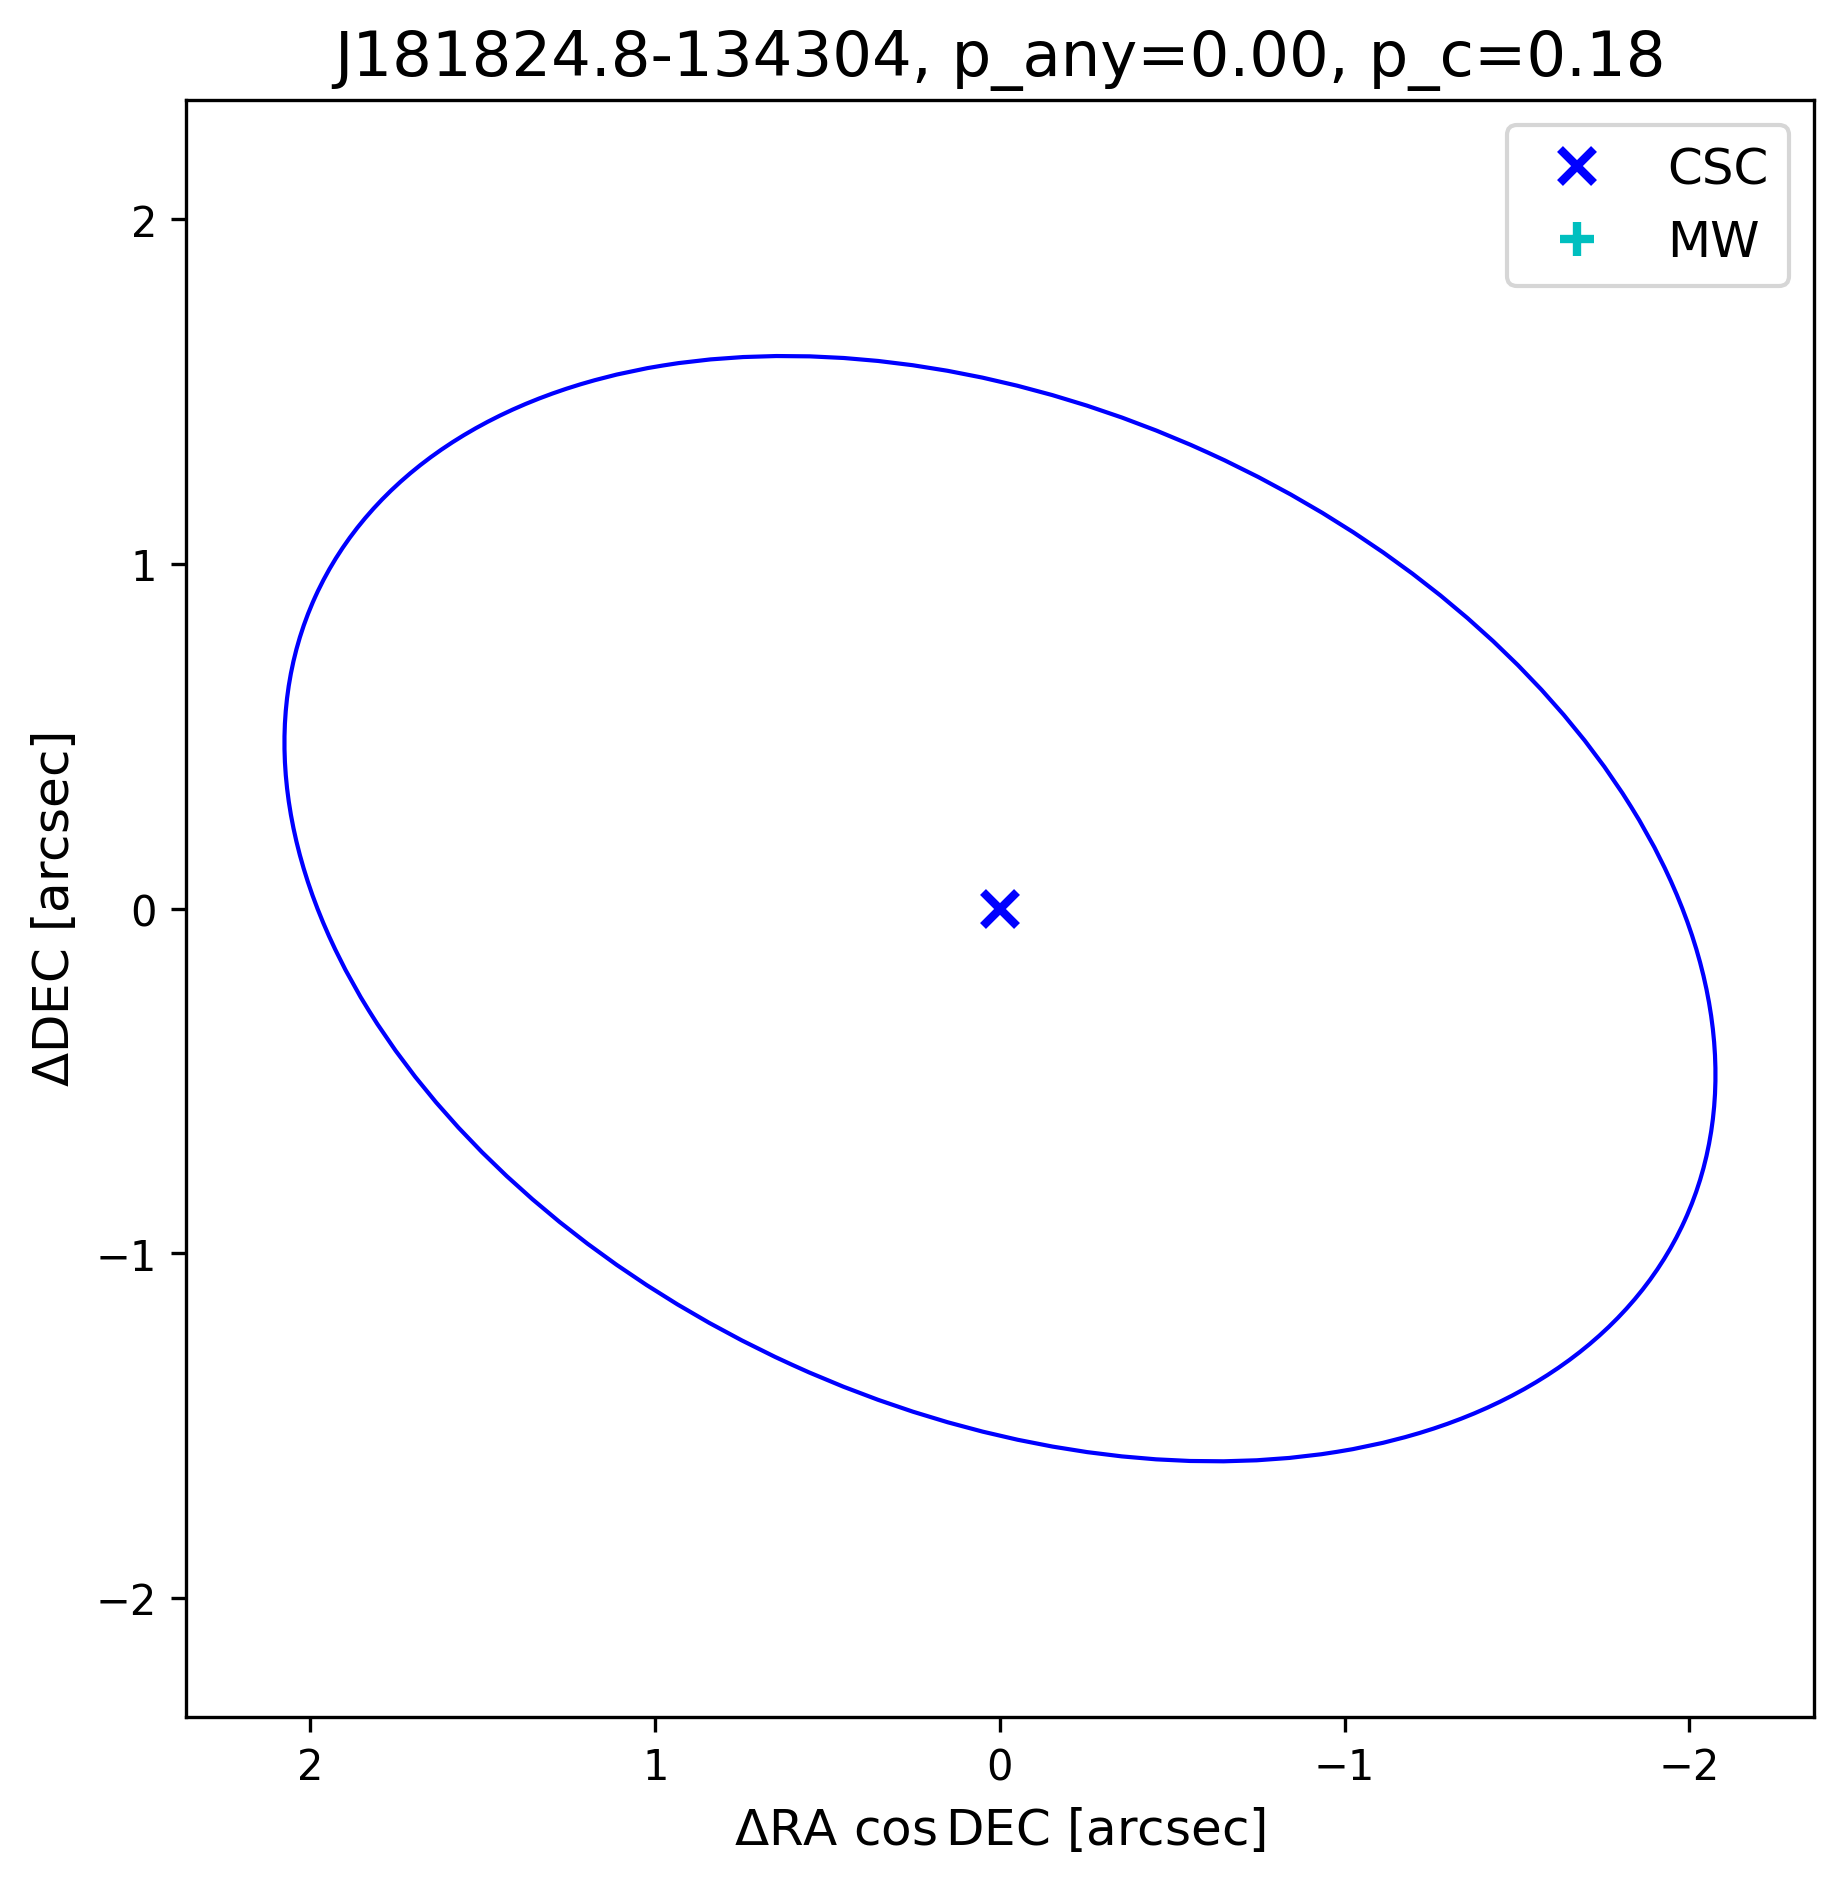 J181824.8-134304, p_any=0.00, p_c=0.18
CSC
MW
2
1
0
−1
−2
ΔDEC [arcsec]
2
1
0
−1
−2
ΔRA cos DEC [arcsec]